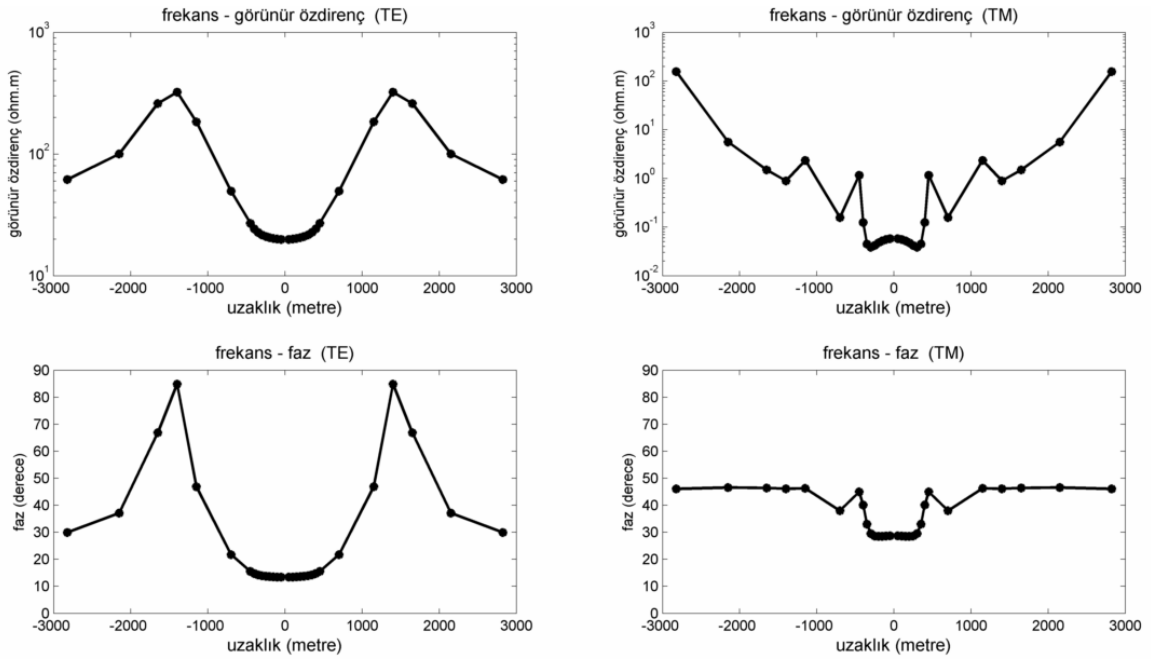 frekans - görünür özdirenç (TE)
görünür özdirenç (ohm.m)
10^3
10^2
10^1
-3000 -2000 -1000 0 1000 2000 3000
uzaklık (metre)
frekans - görünür özdirenç (TM)
görünür özdirenç (ohm.m)
10^3
10^2
10^1
10^0
10^-1
10^-2
-3000 -2000 -1000 0 1000 2000 3000
uzaklık (metre)
frekans - faz (TE)
faz (derece)
90
80
70
60
50
40
30
20
10
0
-3000 -2000 -1000 0 1000 2000 3000
uzaklık (metre)
frekans - faz (TM)
faz (derece)
90
80
70
60
50
40
30
20
10
0
-3000 -2000 -1000 0 1000 2000 3000
uzaklık (metre)